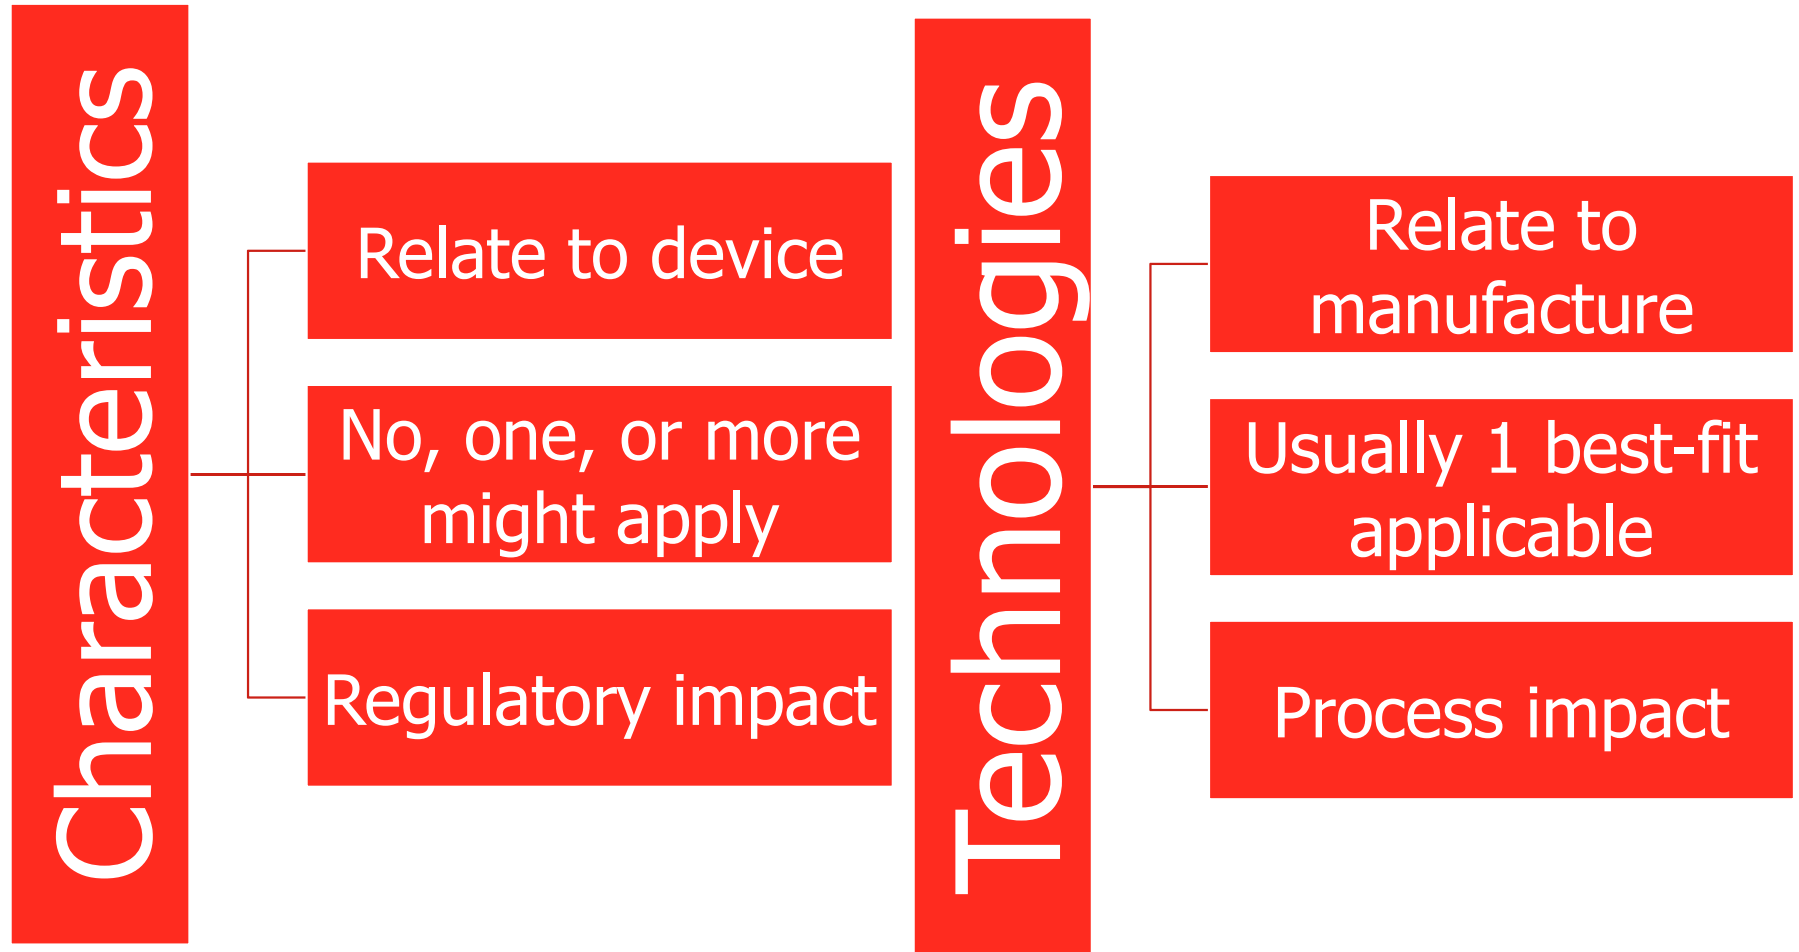 Characteristics
Relate to device
No, one, or more
might apply
Regulatory impact
Technologies
Relate to
manufacture
Usually 1 best-fit
applicable
Process impact